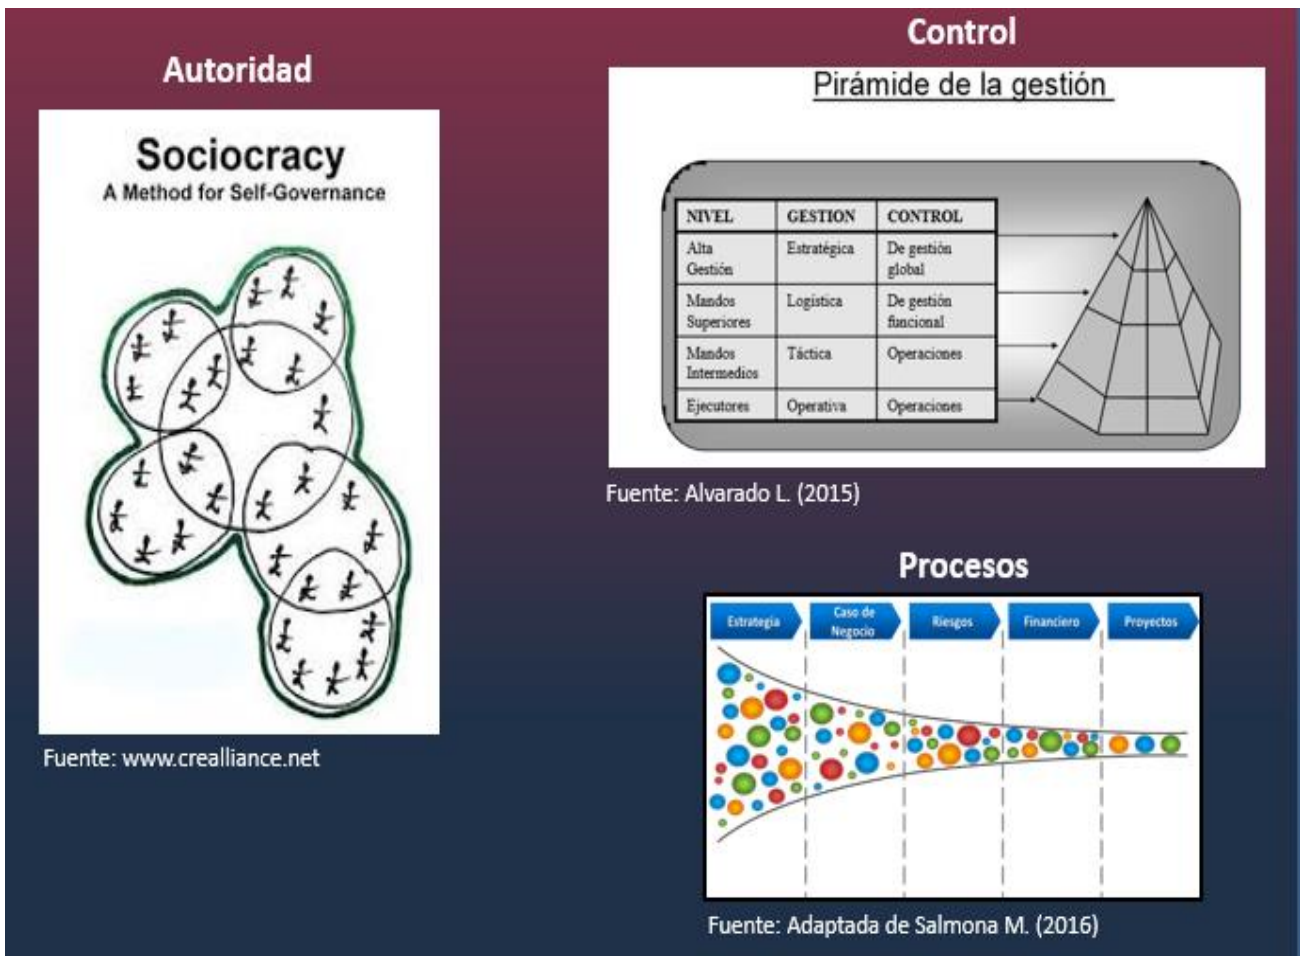 Autoridad
Sociocracy
A Method for Self-Governance
Fuente: www.crealliance.net
Control
Pirámide de la gestión
NIVEL GESTION CONTROL
Alta Gestión Estratégica De gestión global
Mandos Superiores Logística De gestión funcional
Mandos Intermedios Táctica Operaciones
Ejecutores Operativa Operaciones
Fuente: Alvarado L. (2015)
Procesos
Estrategia Caso de Negocio Riesgos Financiero Proyectos
Fuente: Adaptada de Salmona M. (2016)